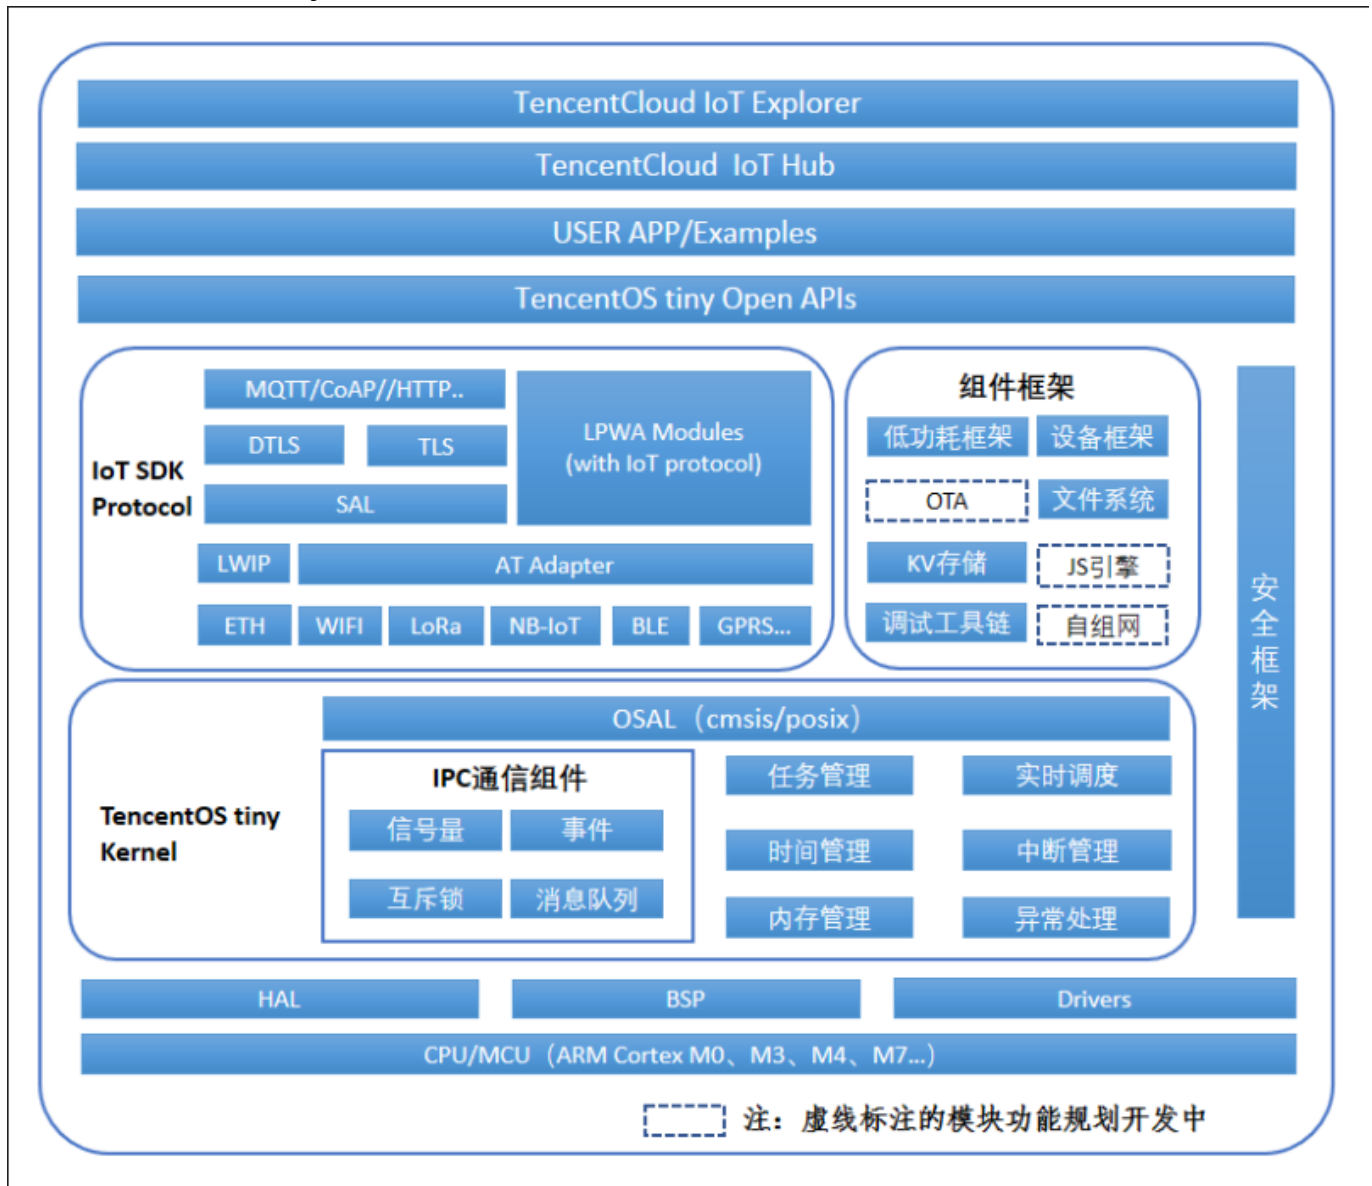 TencentCloud IoT Explorer
TencentCloud IoT Hub
USER APP/Examples
TencentOS tiny Open APIs
IoT SDK
Protocol
MQTT/CoAP//HTTP..
DTLS
TLS
SAL
LPWA Modules
(with IoT protocol)
LWIP
AT Adapter
ETH
WIFI
LoRa
NB-IoT
BLE
GPRS...
组件框架
低功耗框架
设备框架
OTA
文件系统
KV存储
JS引擎
调试工具链
自组网
安全框架
TencentOS tiny
Kernel
OSAL（cmsis/posix）
IPC通信组件
信号量
事件
互斥锁
消息队列
任务管理
实时调度
时间管理
中断管理
内存管理
异常处理
HAL
BSP
Drivers
CPU/MCU（ARM Cortex M0、M3、M4、M7...）
注：虚线标注的模块功能规划开发中